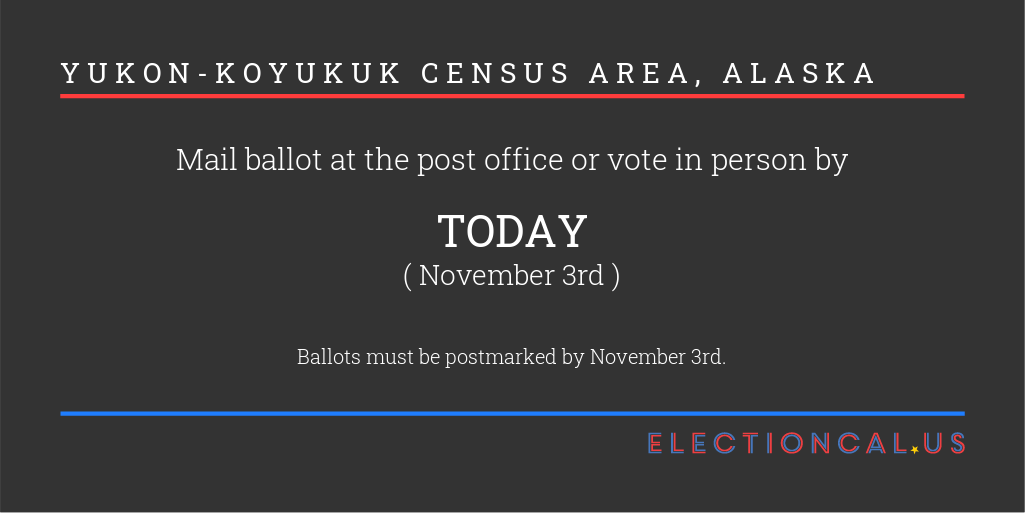 YUKON-KOYUKUK CENSUS AREA, ALASKA
Mail ballot at the post office or vote in person by
TODAY
( November 3rd )
Ballots must be postmarked by November 3rd.
ELECTIONCAL.US